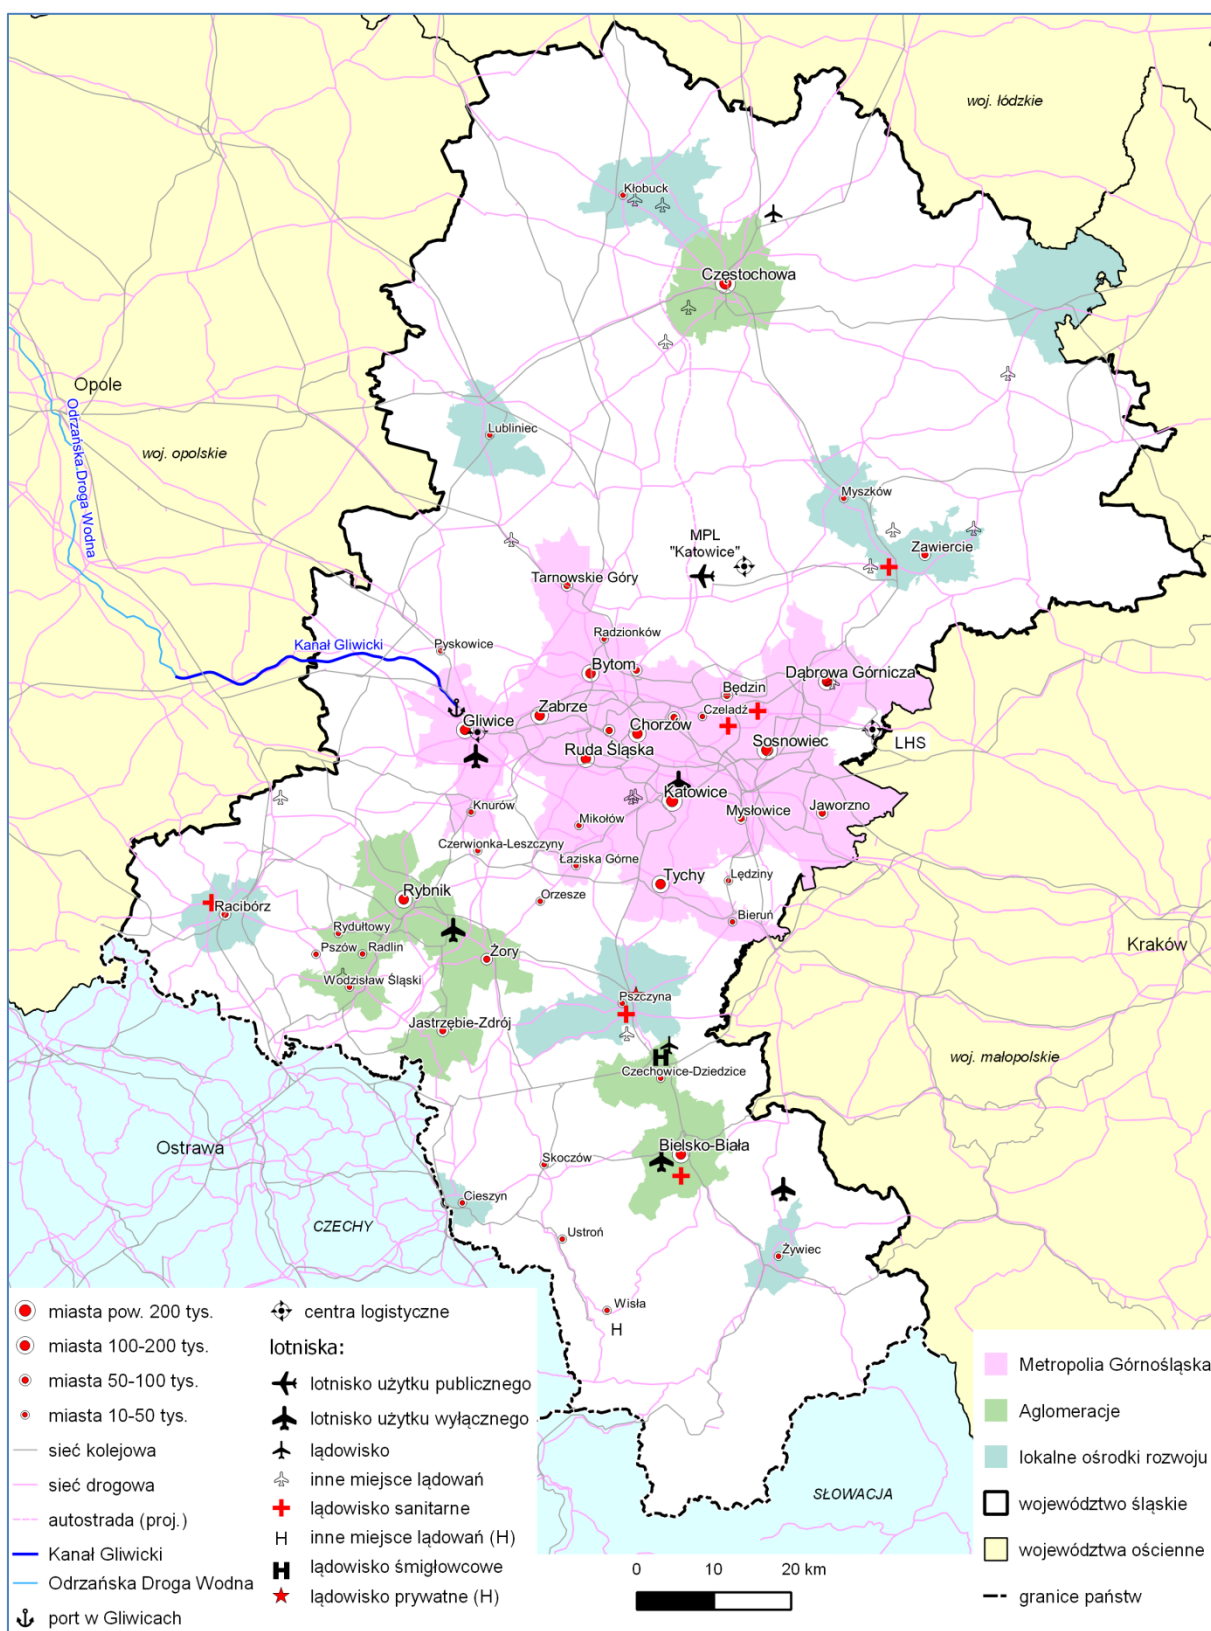 woj. łódzkie
Kłobuck
Częstochowa
Opole
Odrzańska Droga Wodna
woj. opolskie
Lubliniec
Myszków
MPL
"Katowice"
Zawiercie
Tarnowskie Góry
Radzionków
Kanał Gliwicki
Pyskowice
Bytom
Dąbrowa Górnicza
Będzin
Zabrze
Czeladź
Gliwice
Chorzów
Sosnowiec
LHS
Ruda Śląska
Katowice
Knurów
Mysłowice
Jaworzno
Mikołów
Czerwionka-Leszczyny
Łaziska Górne
Tychy
Lędziny
Rybnik
Orzesze
Racibórz
Bieruń
Rydułtowy
Kraków
Pszów
Radlin
Żory
Wodzisław Śląski
Pszczyna
Jastrzębie-Zdrój
woj. małopolskie
Czechowice-Dziedzice
Ostrawa
Bielsko-Biała
Skoczów
Cieszyn
CZECHY
Ustroń
Żywiec
Wisła
H
SŁOWACJA
miasta pow. 200 tys.
miasta 100-200 tys.
miasta 50-100 tys.
miasta 10-50 tys.
sieć kolejowa
sieć drogowa
autostrada (proj.)
Kanał Gliwicki
Odrzańska Droga Wodna
port w Gliwicach
centra logistyczne
lotniska:
lotnisko użytku publicznego
lotnisko użytku wyłącznego
lądowisko
inne miejsce lądowań
lądowisko sanitarne
H inne miejsce lądowań (H)
H lądowisko śmigłowcowe
lądowisko prywatne (H)
0 10 20 km
Metropolia Górnośląska
Aglomeracje
lokalne ośrodki rozwoju
województwo śląskie
województwa ościenne
granice państw